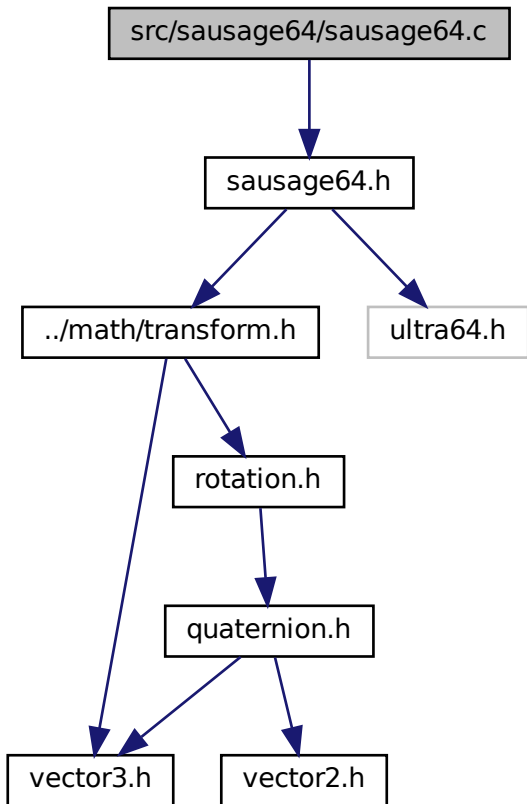 src/sausage64/sausage64.c
sausage64.h
../math/transform.h
ultra64.h
rotation.h
quaternion.h
vector3.h
vector2.h